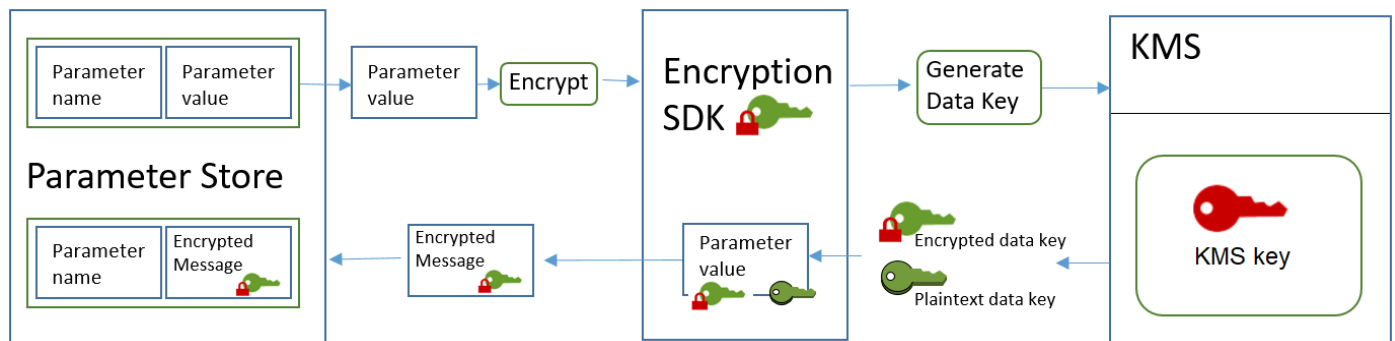 Parameter
name
Parameter
value
Parameter
value
Encrypt
Encryption
SDK
Generate
Data Key
KMS
Parameter Store
Parameter
name
Encrypted
Message
Encrypted
Message
Parameter
value
Encrypted data key
Plaintext data key
KMS key